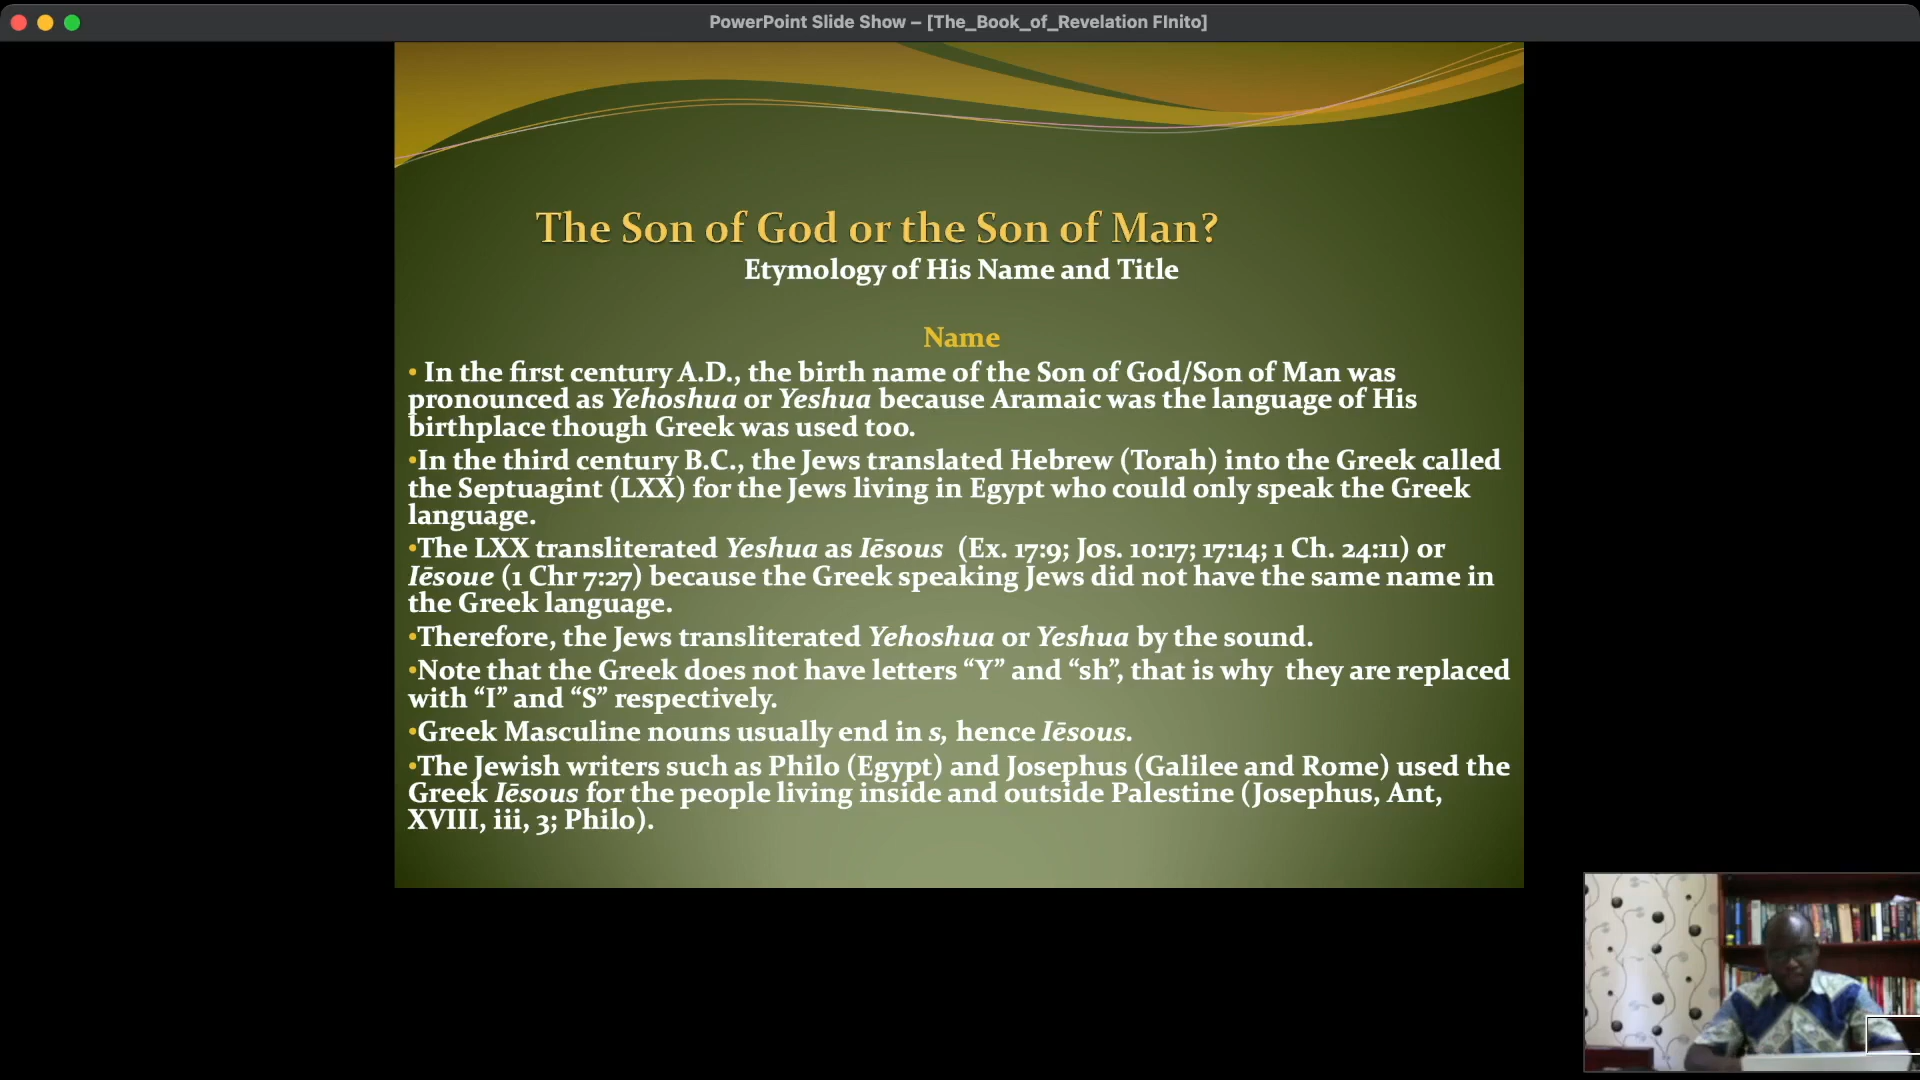 PowerPoint Slide Show – [The_Book_of_Revelation FInito]
The Son of God or the Son of Man?
Etymology of His Name and Title
Name
• In the first century A.D., the birth name of the Son of God/Son of Man was
pronounced as Yehoshua or Yeshua because Aramaic was the language of His
birthplace though Greek was used too.
•In the third century B.C., the Jews translated Hebrew (Torah) into the Greek called
the Septuagint (LXX) for the Jews living in Egypt who could only speak the Greek
language.
•The LXX transliterated Yeshua as Iēsous  (Ex. 17:9; Jos. 10:17; 17:14; 1 Ch. 24:11) or
Iēsoue (1 Chr 7:27) because the Greek speaking Jews did not have the same name in
the Greek language.
•Therefore, the Jews transliterated Yehoshua or Yeshua by the sound.
•Note that the Greek does not have letters “Y” and “sh”, that is why  they are replaced
with “I” and “S” respectively.
•Greek Masculine nouns usually end in s, hence Iēsous.
•The Jewish writers such as Philo (Egypt) and Josephus (Galilee and Rome) used the
Greek Iēsous for the people living inside and outside Palestine (Josephus, Ant,
XVIII, iii, 3; Philo).